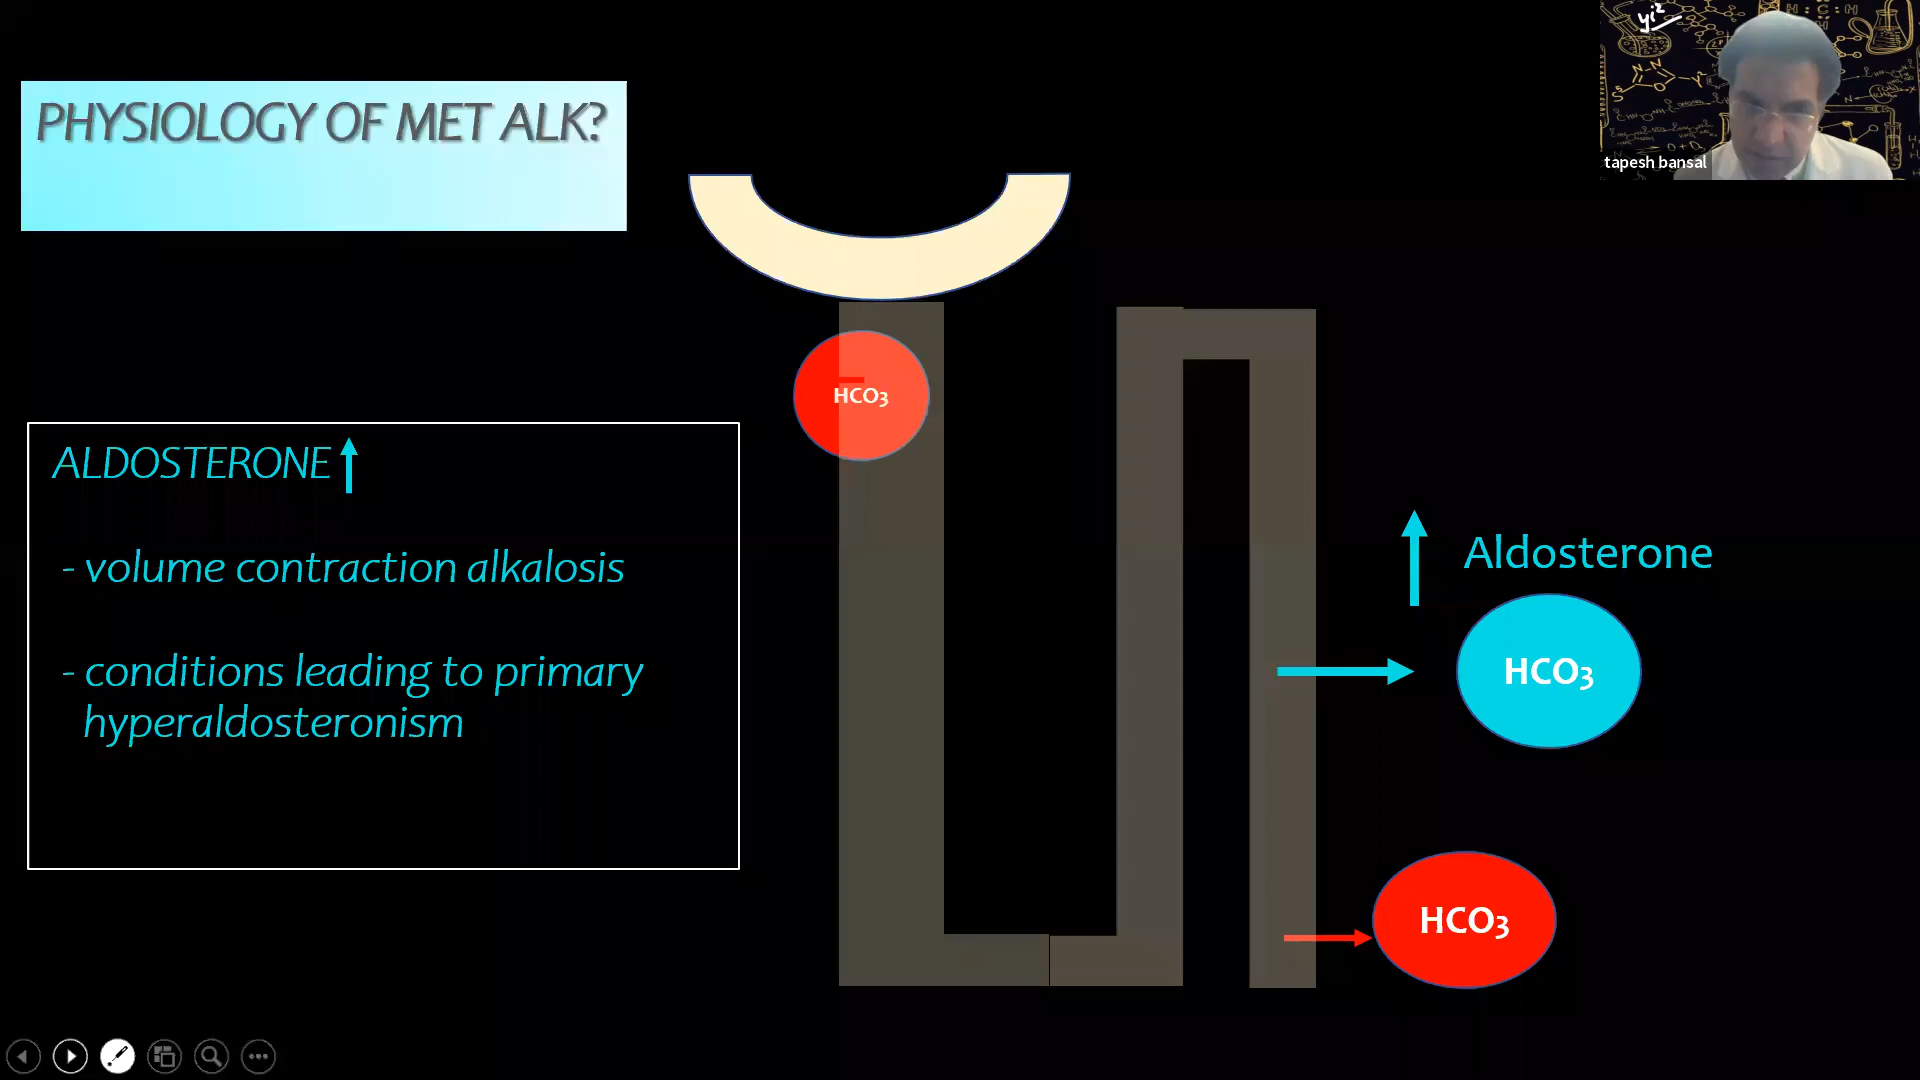 PHYSIOLOGY OF MET ALK?
tapesh bansal
HCO3
ALDOSTERONE
- volume contraction alkalosis
- conditions leading to primary
hyperaldosteronism
Aldosterone
HCO3
HCO3